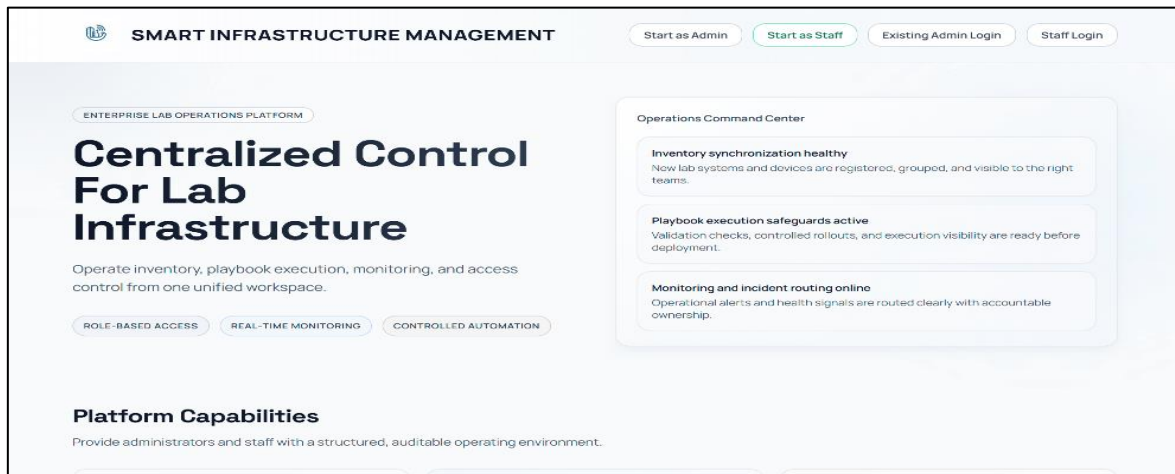 SMART INFRASTRUCTURE MANAGEMENT
Start as Admin
Start as Staff
Existing Admin Login
Staff Login
ENTERPRISE LAB OPERATIONS PLATFORM
Centralized Control
For Lab
Infrastructure
Operate inventory, playbook execution, monitoring, and access
control from one unified workspace.
ROLE-BASED ACCESS
REAL-TIME MONITORING
CONTROLLED AUTOMATION
Operations Command Center
Inventory synchronization healthy
New lab systems and devices are registered, grouped, and visible to the right
teams.
Playbook execution safeguards active
Validation checks, controlled rollouts, and execution visibility are ready before
deployment.
Monitoring and incident routing online
Operational alerts and health signals are routed clearly with accountable
ownership.
Platform Capabilities
Provide administrators and staff with a structured, auditable operating environment.